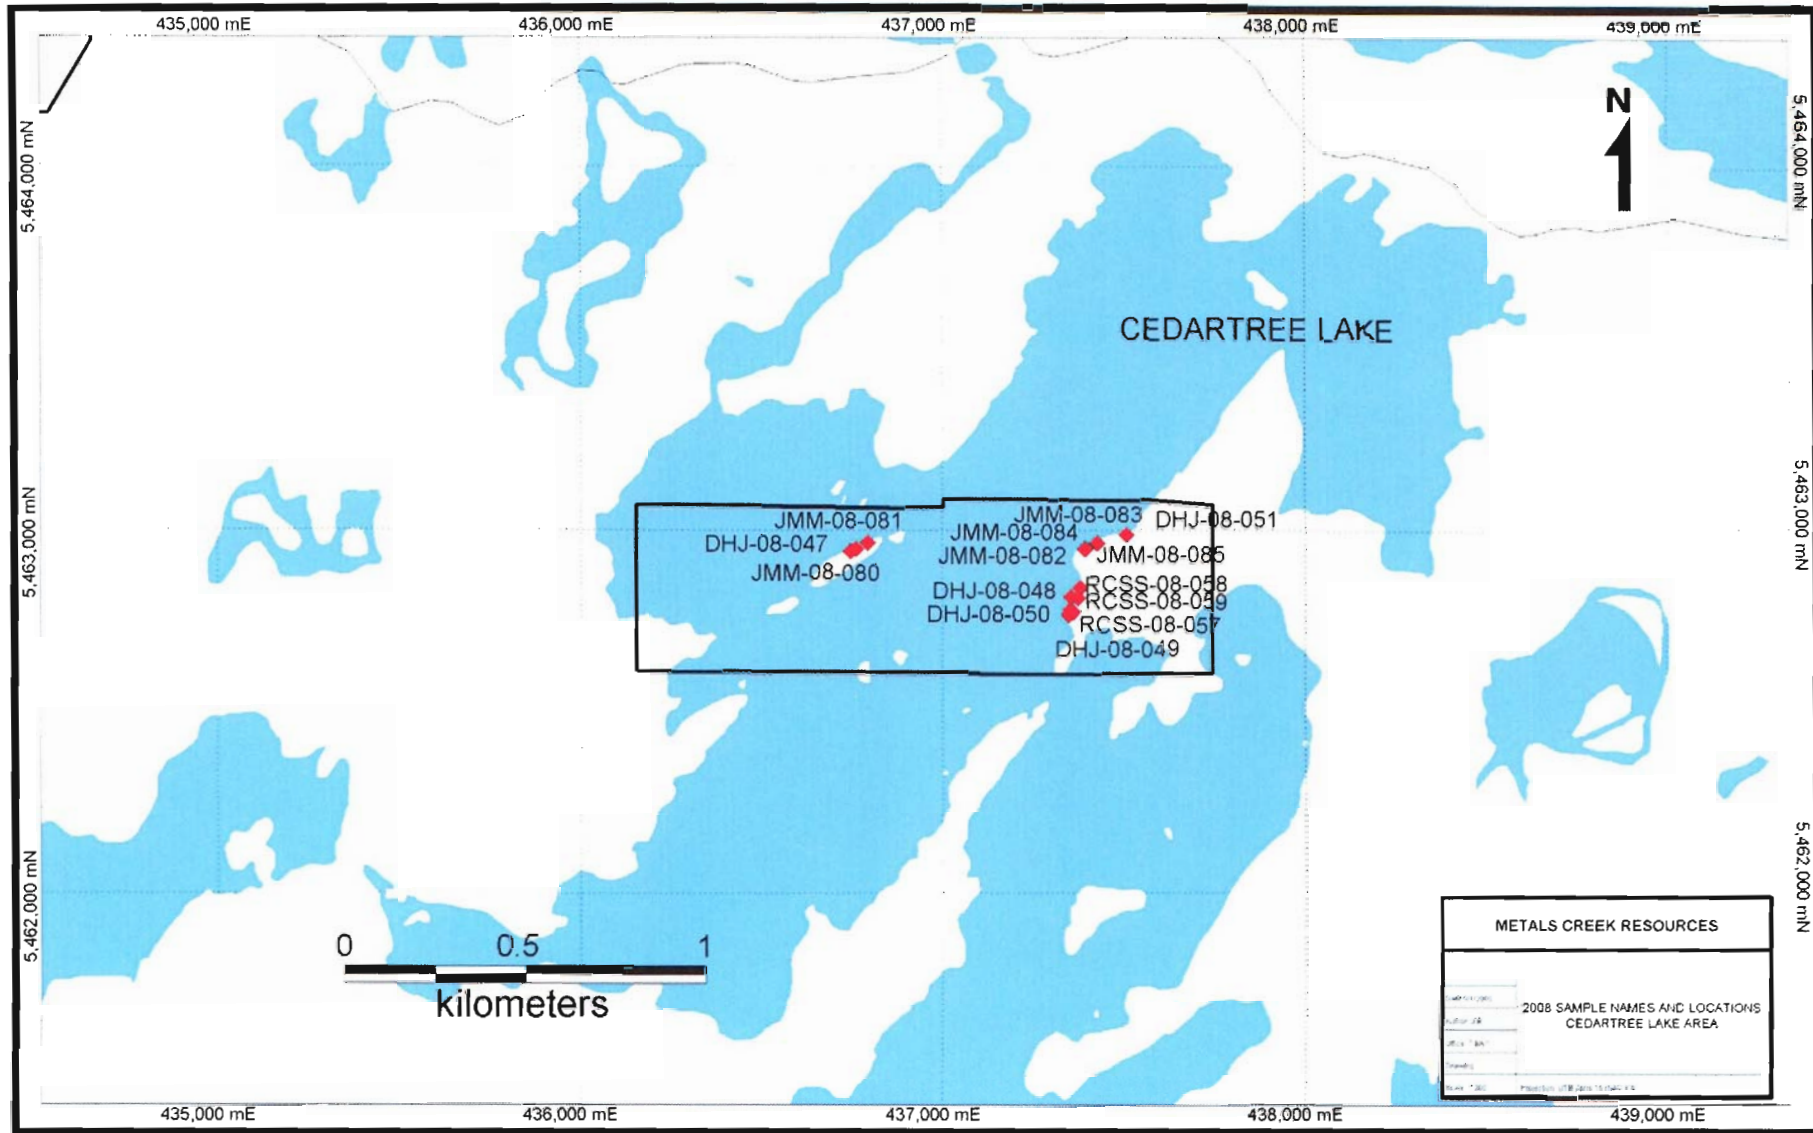 435,000 mE
436,000 mE
437,000 mE
438,000 mE
439,000 mE
N
5,464,000 mN
5,464,000 mN
CEDARTREE LAKE
5,463,000 mN
5,463,000 mN
JMM-08-081
JMM-08-083
DHJ-08-051
JMM-08-084
DHJ-08-047
JMM-08-082
JMM-08-085
JMM-08-080
DHJ-08-048
RCSS-08-058
RCSS-08-059
DHJ-08-050
RCSS-08-057
DHJ-08-049
5,462,000 mN
5,462,000 mN
0 0.5 1
kilometers
METALS CREEK RESOURCES
2008 SAMPLE NAMES AND LOCATIONS
CEDARTREE LAKE AREA
435,000 mE
436,000 mE
437,000 mE
438,000 mE
439,000 mE